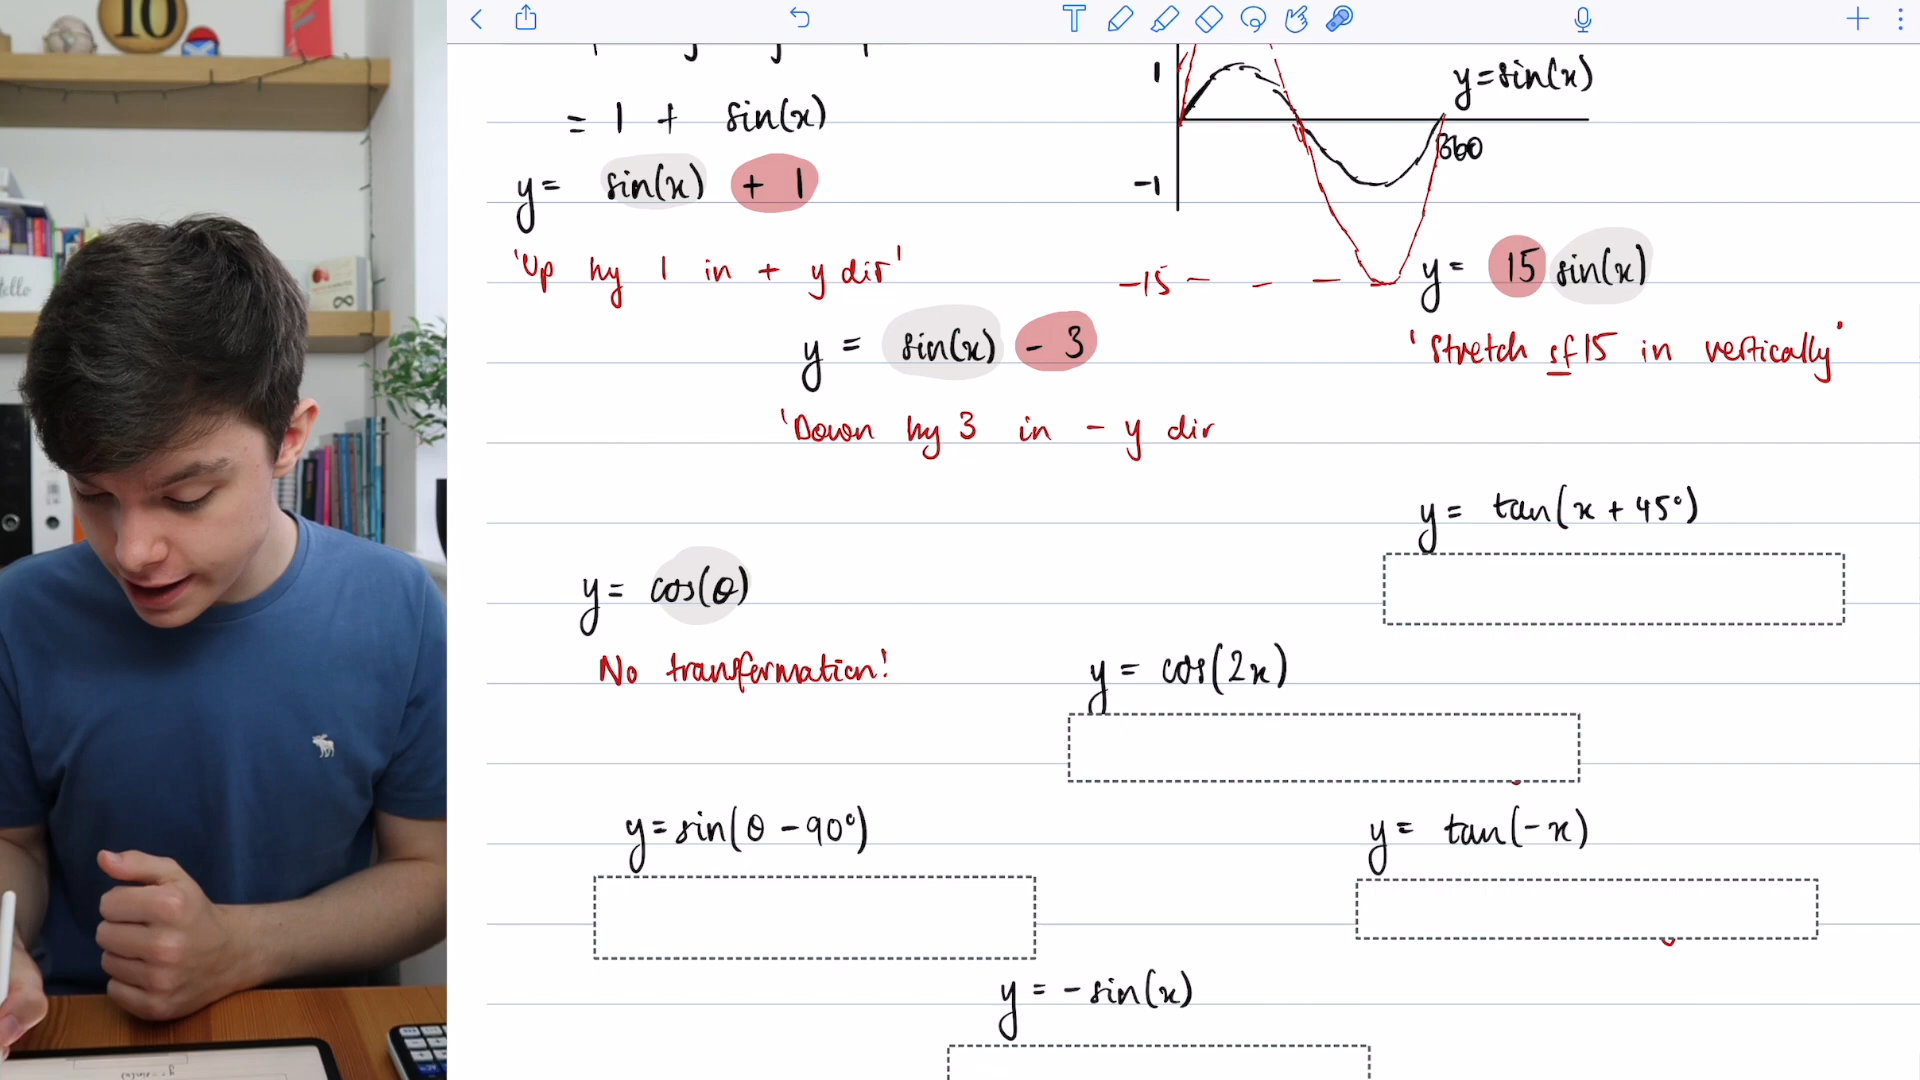 10
1
y=sin(x)
= 1 + sin(x)
360
-1
y= sin(x) + 1
'Up by 1 in + y dir'
-15
y= 15 sin(x)
y = sin(x) - 3
'Stretch sf15 in vertically"
'Down by 3 in - y dir
y= tan(x + 45°)
y= cos(θ)
No transformation!
y = cos(2x)
y=sin(θ -90°)
y= tan(-x)
y = -sin(x)